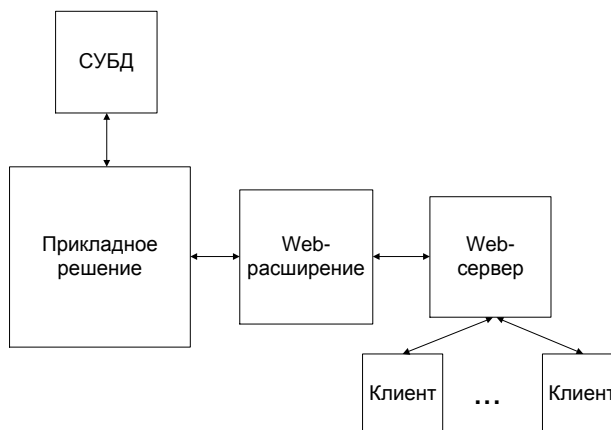 СУБД
Прикладное
решение
Web-
расширение
Web-
сервер
Клиент
...
Клиент